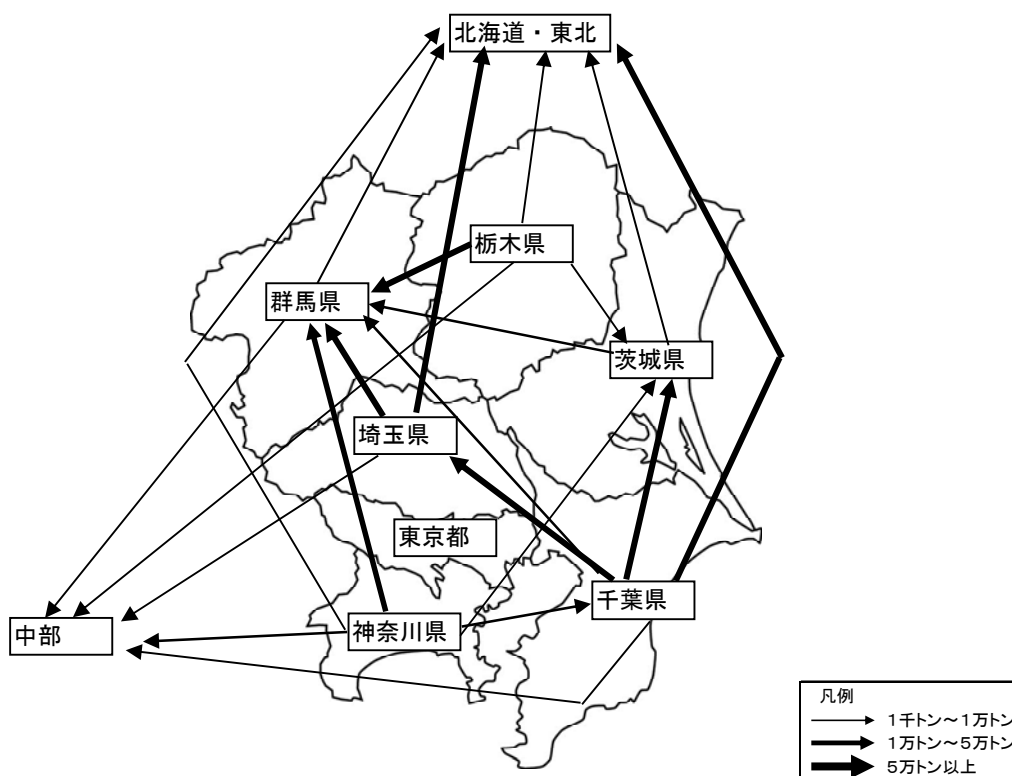 北海道・東北
栃木県
群馬県
茨城県
埼玉県
東京都
千葉県
神奈川県
中部
凡例
1千トン～1万トン
1万トン～5万トン
5万トン以上